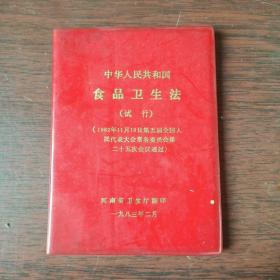 中华人民共和国
食品卫生法
（试行）
（1982年11月19日第五届全国人
民代表大会常务委员会第
二十五次会议通过）
河南省卫生厅翻印
一九八三年二月